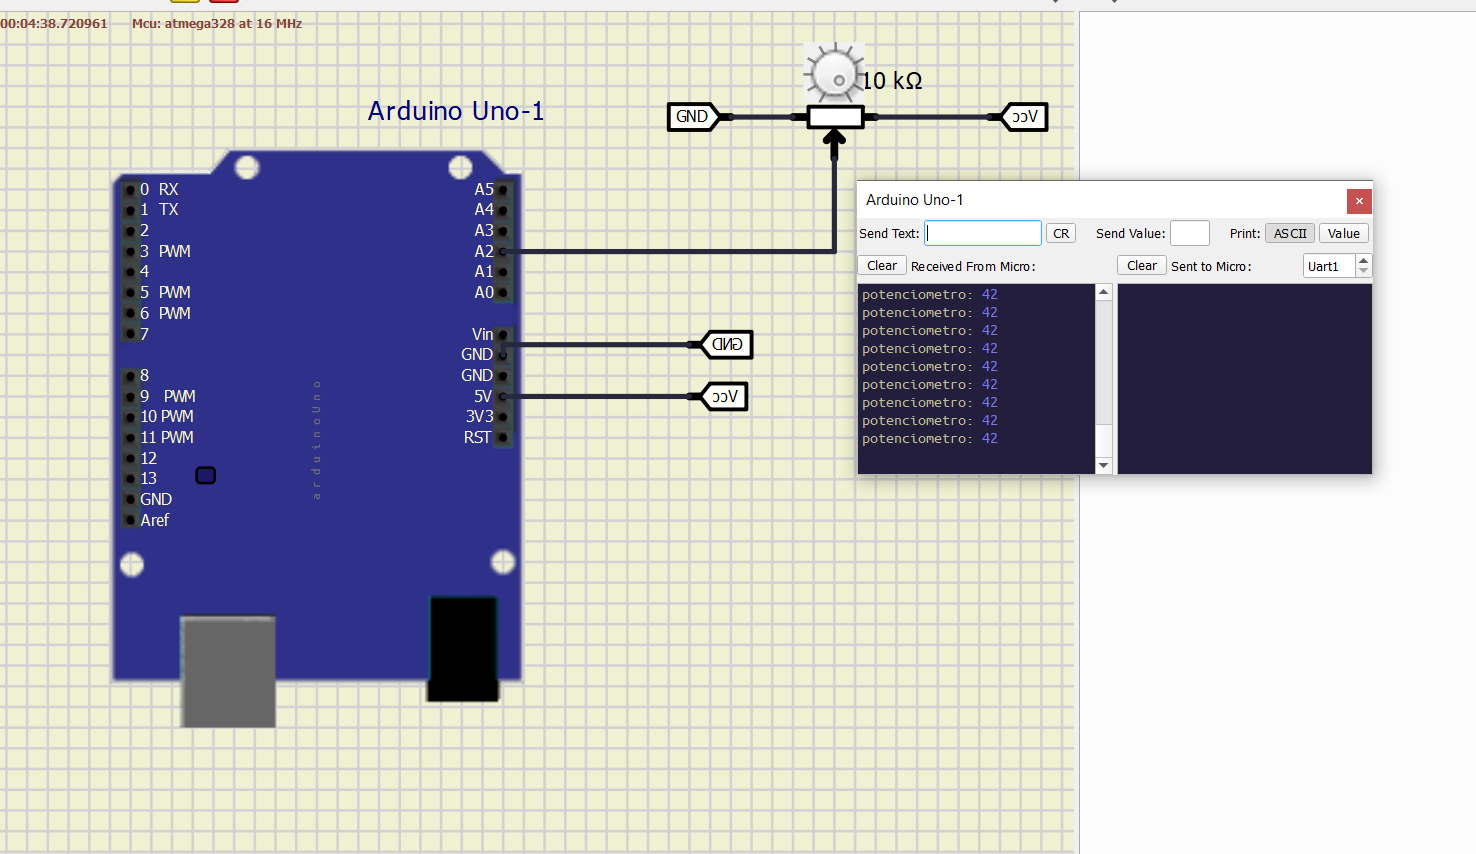 00:04:38.720961 Mcu: atmega328 at 16 MHz
10 kΩ
Arduino Uno-1
GND
Vcc
0 RX
1 TX
2
3 PWM
4
5 PWM
6 PWM
7
8
9 PWM
10 PWM
11 PWM
12
13
GND
Aref
arduinoUno
A5
A4
A3
A2
A1
A0
Vin
GND
GND
5V
3V3
RST
GND
Vcc
Arduino Uno-1
Send Text: CR Send Value: Print: ASCII Value
Clear Received From Micro: Clear Sent to Micro: Uart1
potenciometro: 42
potenciometro: 42
potenciometro: 42
potenciometro: 42
potenciometro: 42
potenciometro: 42
potenciometro: 42
potenciometro: 42
potenciometro: 42